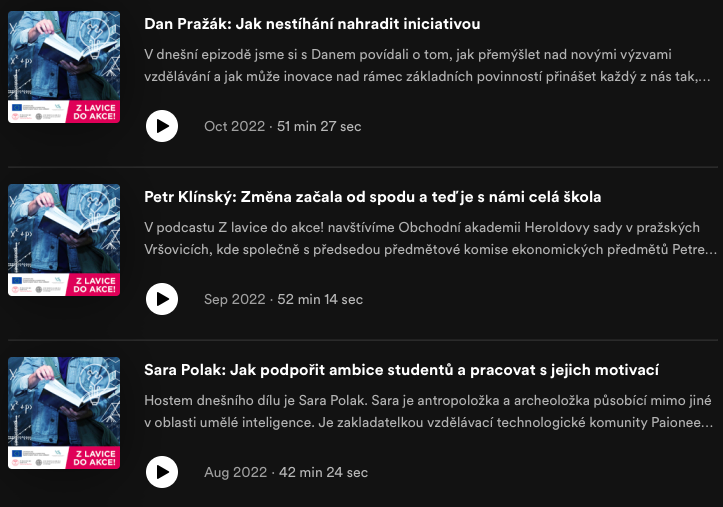 Dan Pražák: Jak nestíhání nahradit iniciativou
V dnešní epizodě jsme si s Danem povídali o tom, jak přemýšlet nad novými výzvami
vzdělávání a jak může inovace nad rámec základních povinností přinášet každý z nás tak,...
Z LAVICE
DO AKCE!
Oct 2022 · 51 min 27 sec
Petr Klínský: Změna začala od spodu a teď je s námi celá škola
V podcastu Z lavice do akce! navštívíme Obchodní akademii Heroldovy sady v pražských
Vršovicích, kde společně s předsedou předmětové komise ekonomických předmětů Petre...
Z LAVICE
DO AKCE!
Sep 2022 · 52 min 14 sec
Sara Polak: Jak podpořit ambice studentů a pracovat s jejich motivací
Hostem dnešního dílu je Sara Polak. Sara je antropoložka a archeoložka působící mimo jiné
v oblasti umělé inteligence. Je zakladatelkou vzdělávací technologické komunity Paionee...
Z LAVICE
DO AKCE!
Aug 2022 · 42 min 24 sec